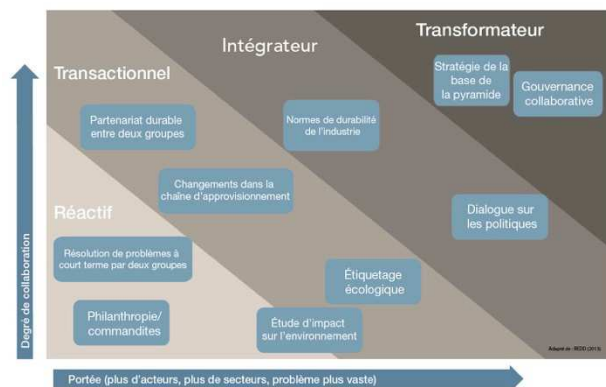 Transformateur
Intégrateur
Stratégie de la
base de
la pyramide
Gouvernance
collaborative
Transactionnel
Partenariat durable
entre deux groupes
Normes de durabilité
de l'industrie
Changements dans la
chaîne d'approvisionnement
Réactif
Dialogue sur
les politiques
Résolution de problèmes à
court terme par deux groupes
Étiquetage
écologique
Philanthropie/
commandites
Étude d'impact
sur l'environnement
Degré de collaboration
Portée (plus d'acteurs, plus de secteurs, problème plus vaste)